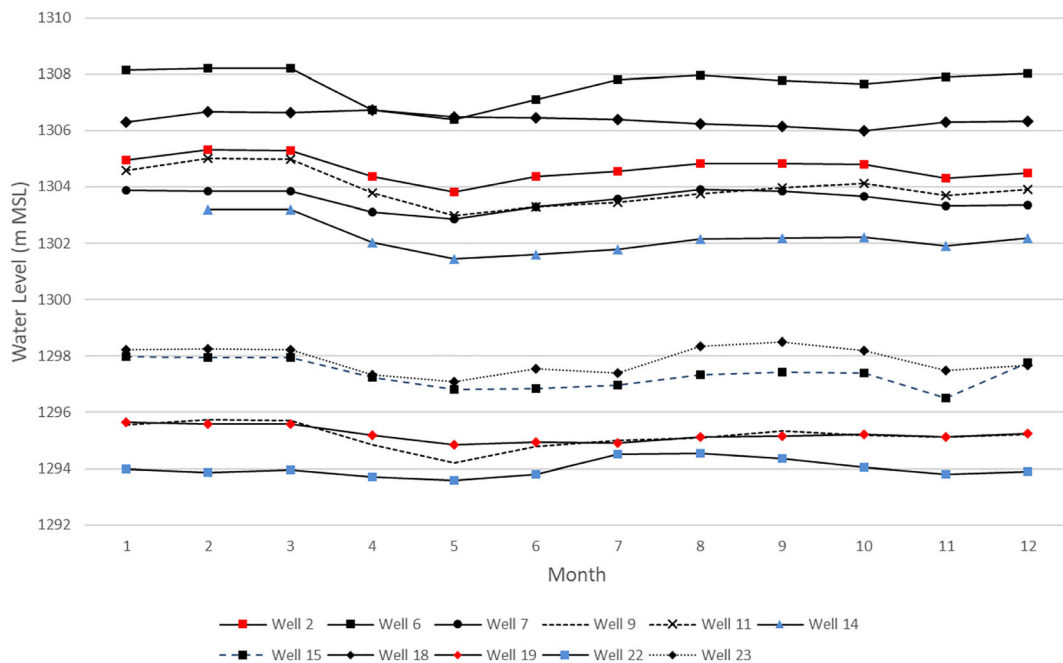 1310
1308
1306
1304
1302
1300
1298
1296
1294
1292
Water Level (m MSL)
1 2 3 4 5 6 7 8 9 10 11 12
Month
Well 2 Well 6 Well 7 Well 9 Well 11 Well 14
Well 15 Well 18 Well 19 Well 22 Well 23